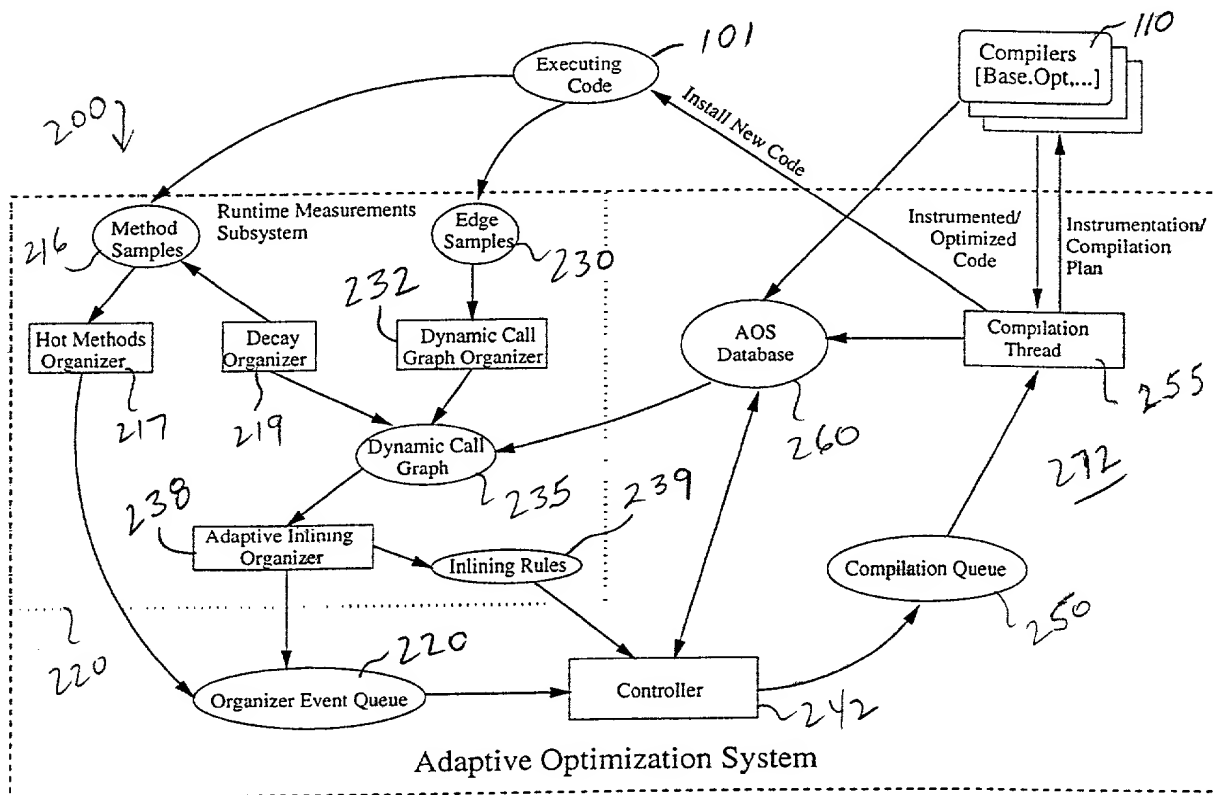 101
110
Executing
Code
Compilers
[Base.Opt,...]
200
Install New Code
Runtime Measurements
Subsystem
Method
Samples
216
Edge
Samples
230
Instrumented/
Optimized
Code
Instrumentation/
Compilation
Plan
232
Hot Methods
Organizer
Decay
Organizer
Dynamic Call
Graph Organizer
AOS
Database
Compilation
Thread
217
219
260
255
Dynamic Call
Graph
235
239
272
238
Adaptive Inlining
Organizer
Inlining Rules
Compilation Queue
250
220
220
Organizer Event Queue
Controller
242
Adaptive Optimization System